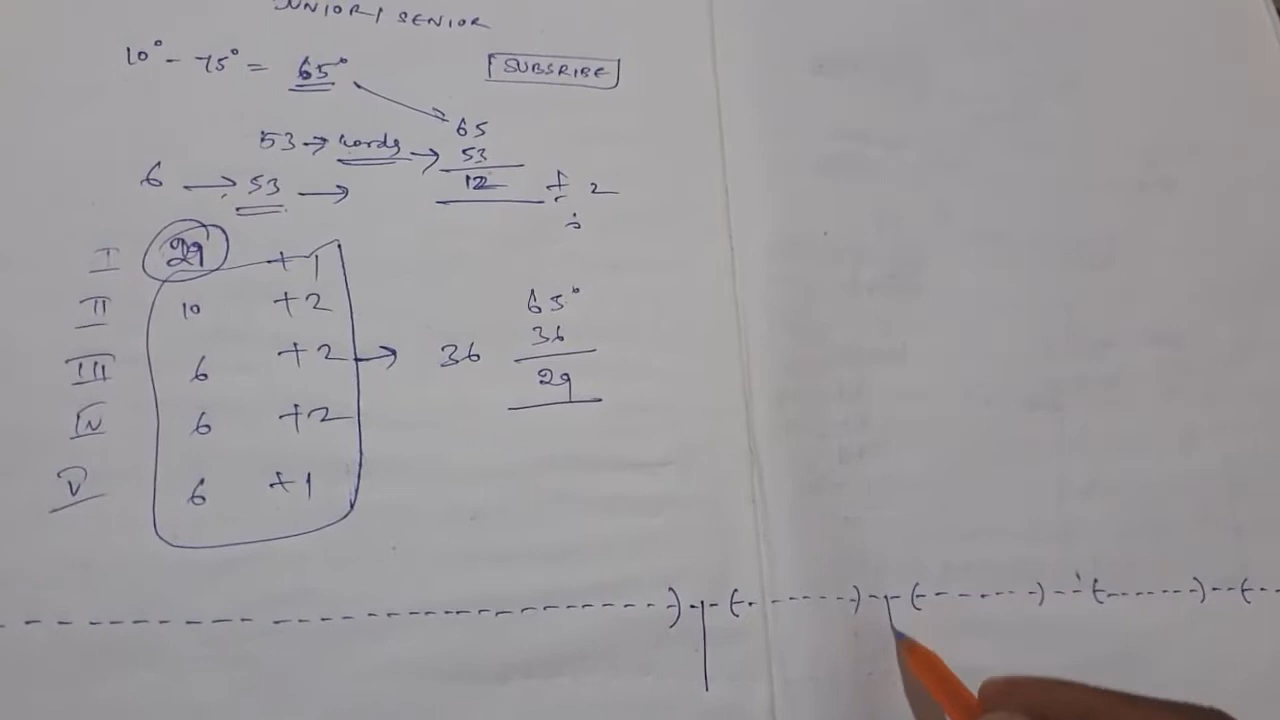 JUNIOR / SENIOR
10° - 75° = 65°
SUBSRIBE
65
53 → words → 53
6 → 53 → 12 ÷ 2
I 29 + 1
II 10 +2
65°
36
III 6 +2 → 36
29
IV 6 +2
V 6 +1